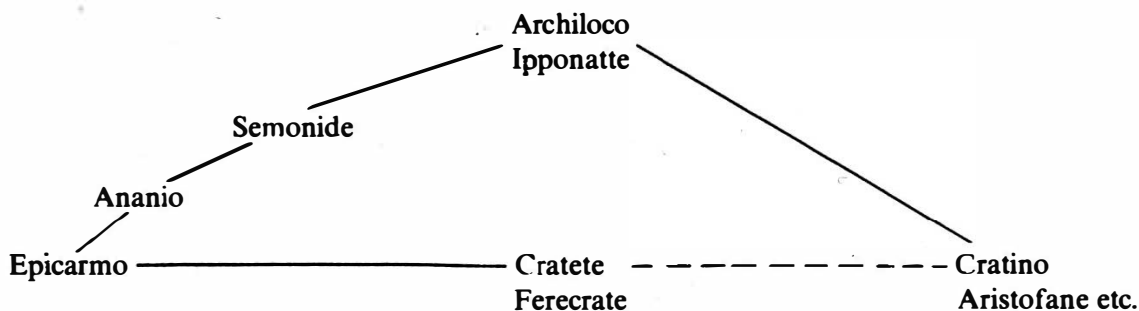 Archiloco
Ipponatte
Semonide
Ananio
Epicarmo Cratete Cratino
Ferecrate Aristofane etc.